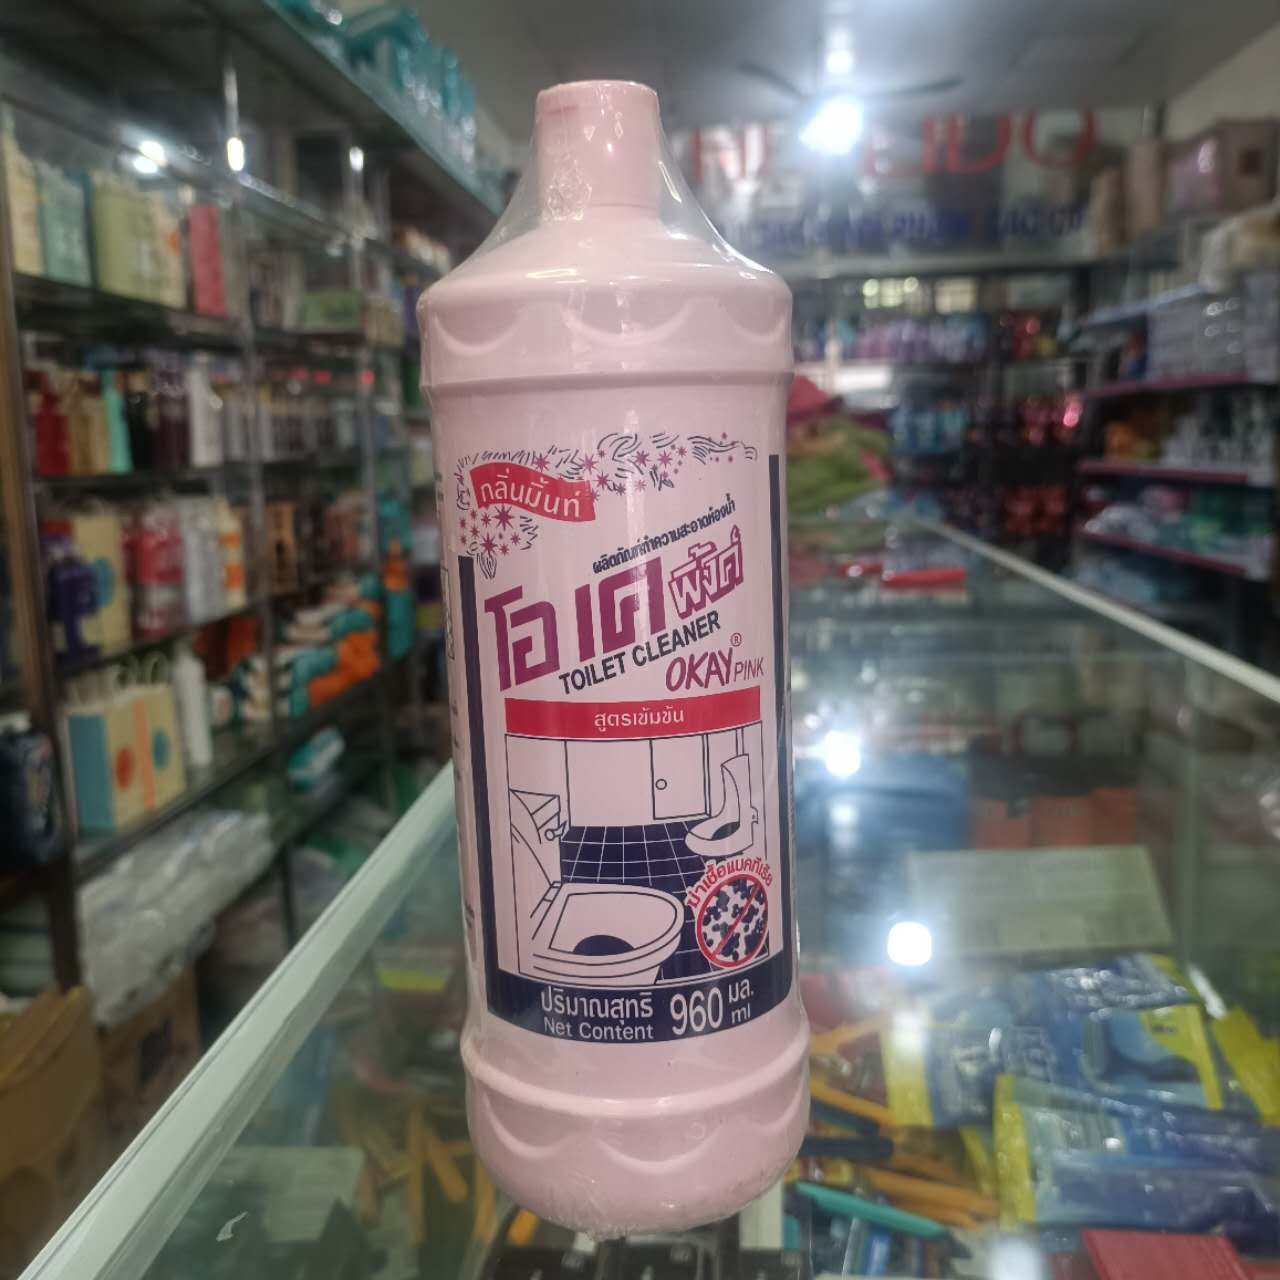 กลิ่นมิ้นท์
ผลิตภัณฑ์ทำความสะอาดห้องน้ำ
โอเค พิ้งค์
TOILET CLEANER
OKAY® PINK
สูตรเข้มข้น
ฆ่าเชื้อแบคทีเรีย
ปริมาณสุทธิ 960 มล.
Net Content ml